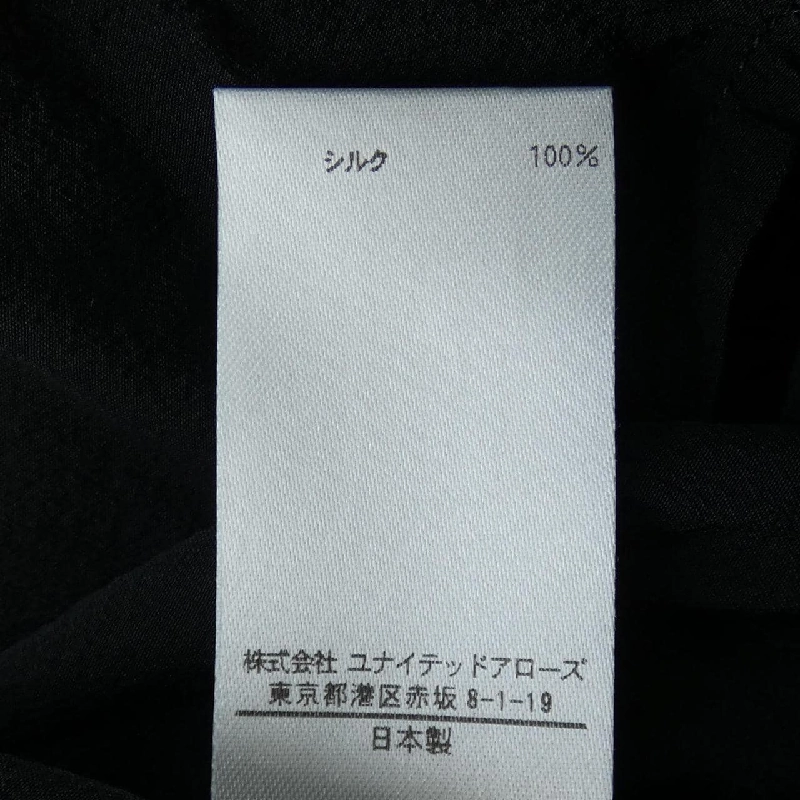 シルク 100%
株式会社 ユナイテッドアローズ
東京都港区赤坂 8-1-19
日本製